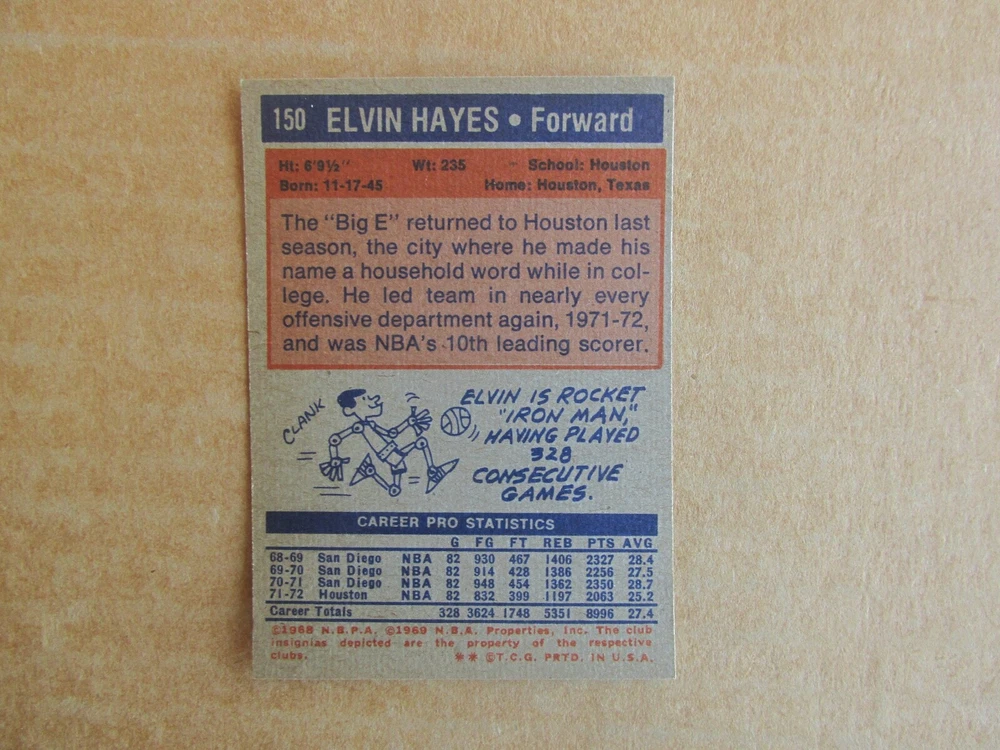 150 ELVIN HAYES • Forward
Ht: 6'9½" Wt: 235 School: Houston
Born: 11-17-45 Home: Houston, Texas
The "Big E" returned to Houston last
season, the city where he made his
name a household word while in col-
lege. He led team in nearly every
offensive department again, 1971-72,
and was NBA's 10th leading scorer.
CLANK
ELVIN IS ROCKET
"IRON MAN,"
HAVING PLAYED
328
CONSECUTIVE
GAMES.
CAREER PRO STATISTICS
G FG FT REB PTS AVG
68-69 San Diego NBA 82 930 467 1406 2327 28.4
69-70 San Diego NBA 82 914 428 1386 2256 27.5
70-71 San Diego NBA 82 948 454 1362 2350 28.7
71-72 Houston NBA 82 832 399 1197 2063 25.2
Career Totals 328 3624 1748 5351 8996 27.4
©1968 N.B.P.A. ©1969 N.B.A. Properties, Inc. The club
insignias depicted are the property of the respective
clubs. ** ©T.C.G. PRTD. IN U.S.A.